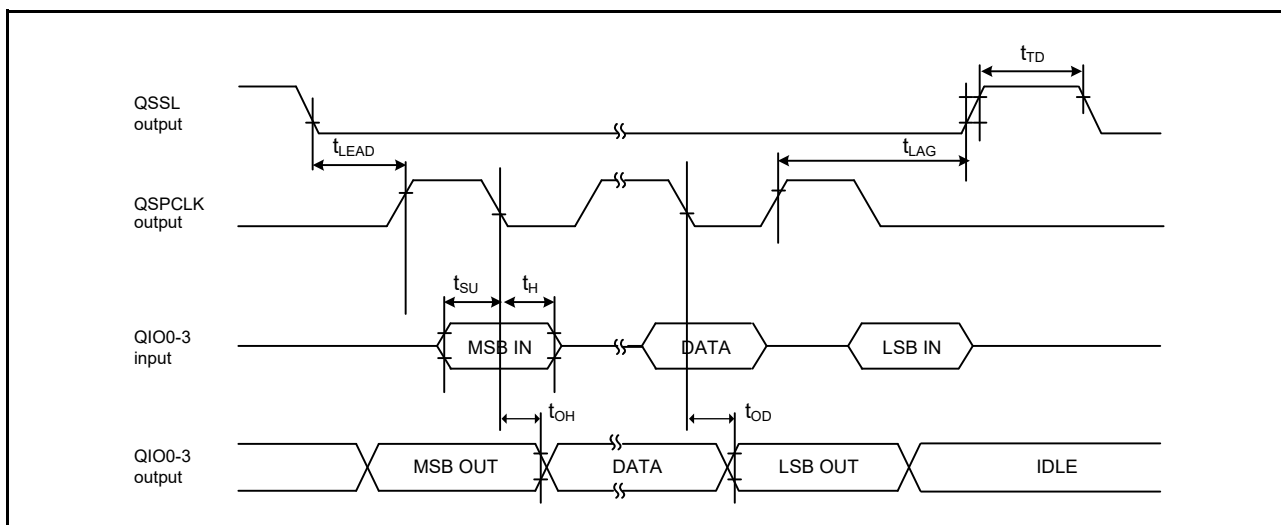 tTD
QSSL
output
tLEAD
tLAG
QSPCLK
output
tSU
tH
QIO0-3
input
MSB IN
DATA
LSB IN
tOH
tOD
QIO0-3
output
MSB OUT
DATA
LSB OUT
IDLE